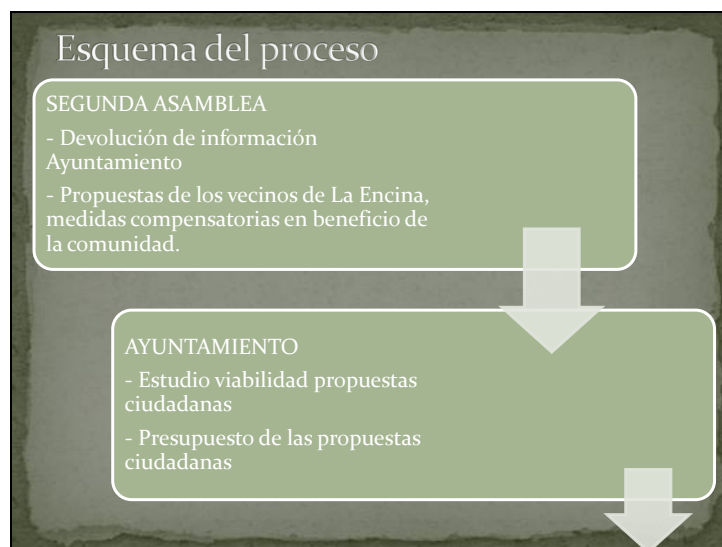 Esquema del proceso
SEGUNDA ASAMBLEA
- Devolución de información
Ayuntamiento
- Propuestas de los vecinos de La Encina,
medidas compensatorias en beneficio de
la comunidad.
AYUNTAMIENTO
- Estudio viabilidad propuestas
ciudadanas
- Presupuesto de las propuestas
ciudadanas